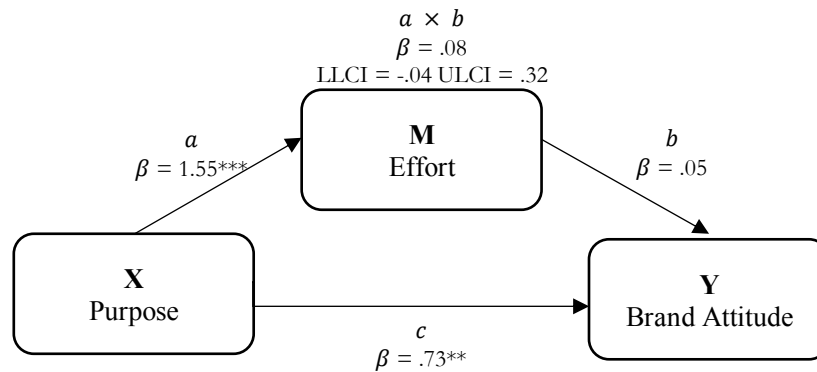 a × b
β = .08
LLCI = -.04 ULCI = .32
M
Effort
a
β = 1.55***
b
β = .05
X
Purpose
Y
Brand Attitude
c
β = .73**